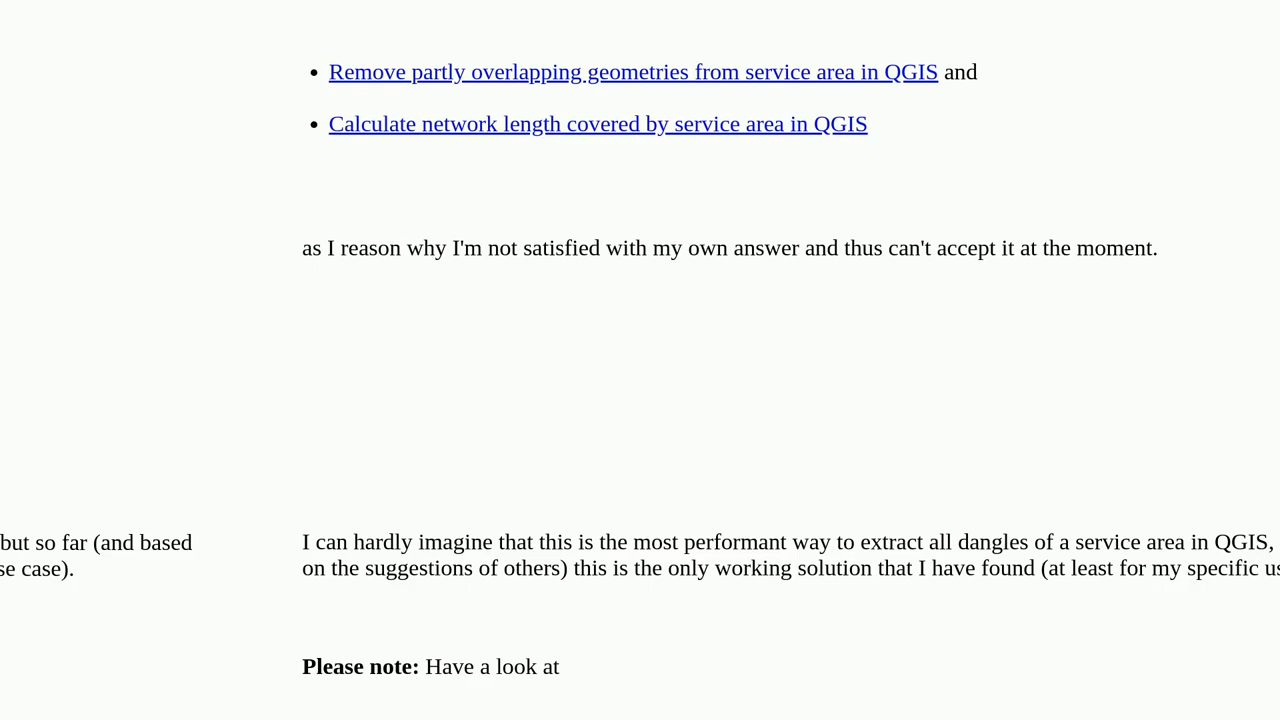 Remove partly overlapping geometries from service area in QGIS and
Calculate network length covered by service area in QGIS
as I reason why I'm not satisfied with my own answer and thus can't accept it at the moment.
but so far (and based
se case).
I can hardly imagine that this is the most performant way to extract all dangles of a service area in QGIS,
on the suggestions of others) this is the only working solution that I have found (at least for my specific us
Please note: Have a look at